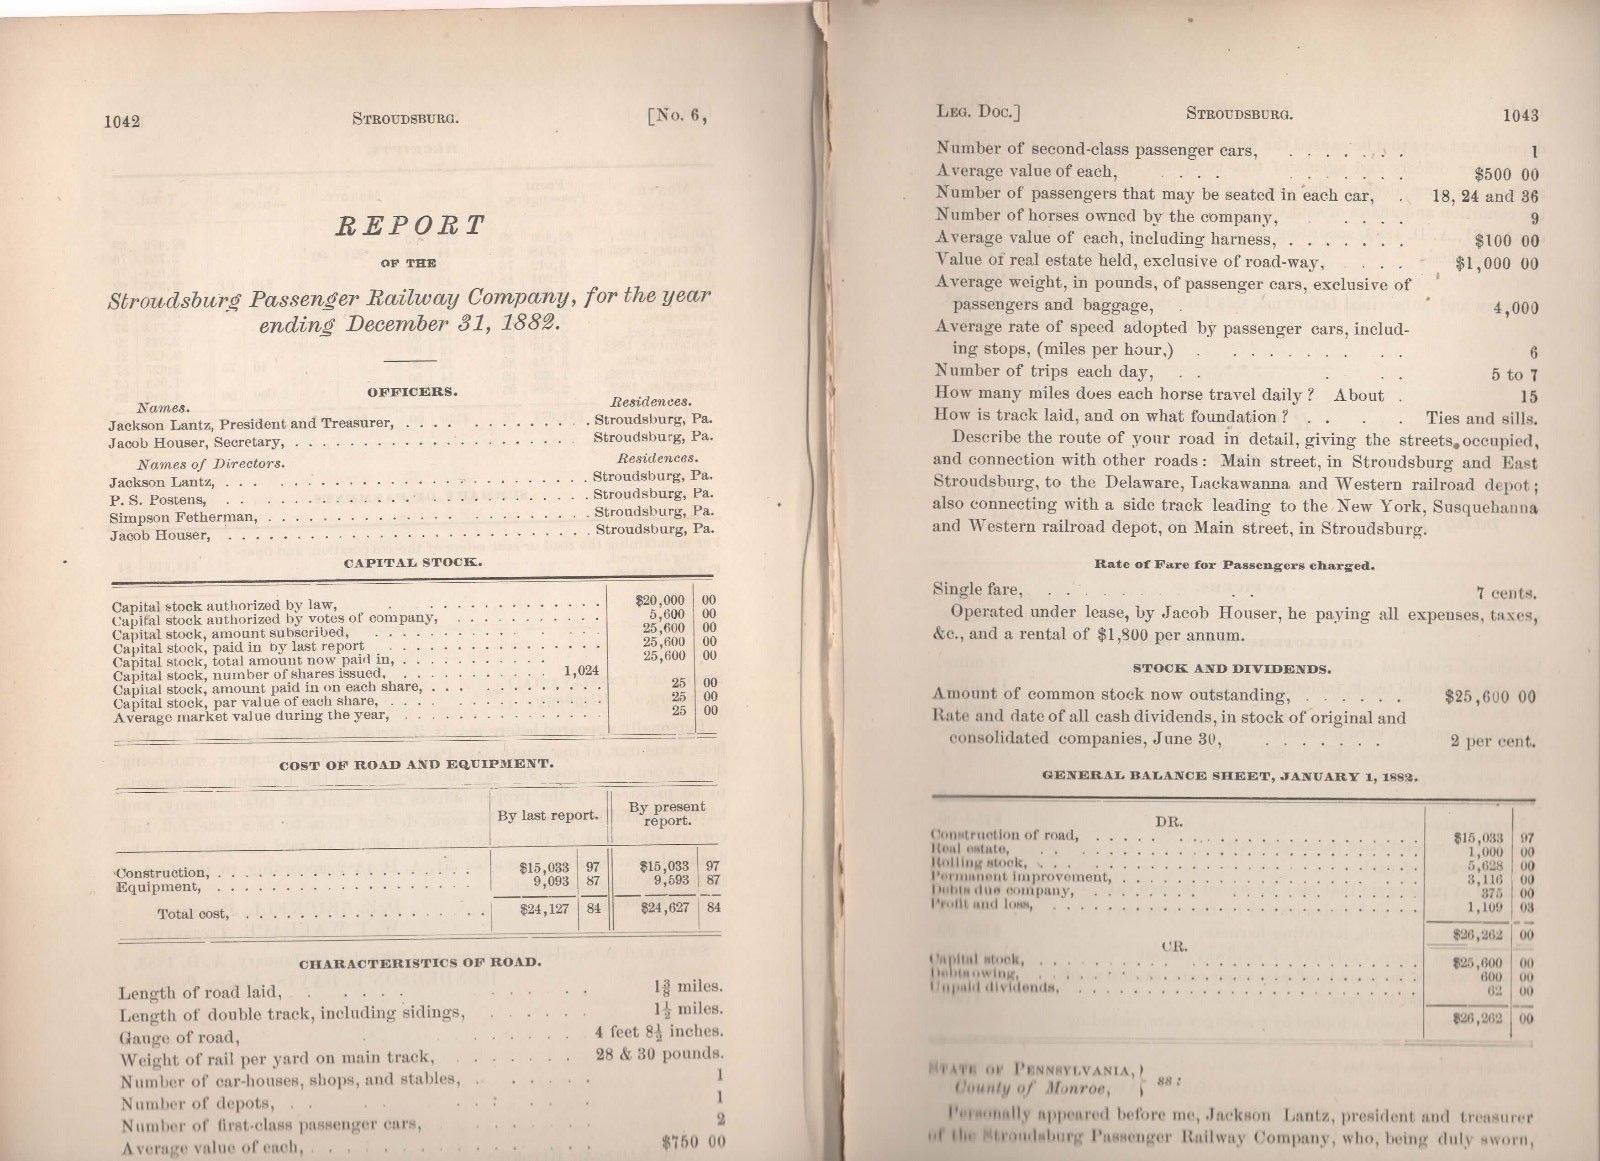 1042 STROUDSBURG. [No. 6,
REPORT
OF THE
Stroudsburg Passenger Railway Company, for the year
ending December 31, 1882.
OFFICERS.
Names. Residences.
Jackson Lantz, President and Treasurer, . . . . Stroudsburg, Pa.
Jacob Houser, Secretary, . . . . Stroudsburg, Pa.
Names of Directors. Residences.
Jackson Lantz, . . . . Stroudsburg, Pa.
P. S. Postens, . . . . Stroudsburg, Pa.
Simpson Fetherman, . . . . Stroudsburg, Pa.
Jacob Houser, . . . . Stroudsburg, Pa.
CAPITAL STOCK.
Capital stock authorized by law, . . . . $20,000 00
Capital stock authorized by votes of company, . . . . 5,600 00
Capital stock, amount subscribed, . . . . 25,600 00
Capital stock, paid in by last report . . . . 25,600 00
Capital stock, total amount now paid in, . . . . 25,600 00
Capital stock, number of shares issued, . . . . 1,024
Capital stock, amount paid in on each share, . . . . 25 00
Capital stock, par value of each share, . . . . 25 00
Average market value during the year, . . . . 25 00
COST OF ROAD AND EQUIPMENT.
By last report. By present report.
Construction, . . . . $15,033 97 $15,033 97
Equipment, . . . . 9,093 87 9,593 87
Total cost, . . . . $24,127 84 $24,627 84
CHARACTERISTICS OF ROAD.
Length of road laid, . . . . 1⅜ miles.
Length of double track, including sidings, . . . . 1½ miles.
Gauge of road, . . . . 4 feet 8½ inches.
Weight of rail per yard on main track, . . . . 28 & 30 pounds.
Number of car-houses, shops, and stables, . . . . 1
Number of depots, . . . . 1
Number of first-class passenger cars, . . . . 2
Average value of each, . . . . $750 00
LEG. DOC.] STROUDSBURG. 1043
Number of second-class passenger cars, . . . . 1
Average value of each, . . . . $500 00
Number of passengers that may be seated in each car, . 18, 24 and 36
Number of horses owned by the company, . . . . 9
Average value of each, including harness, . . . . $100 00
Value of real estate held, exclusive of road-way, . . . . $1,000 00
Average weight, in pounds, of passenger cars, exclusive of
passengers and baggage, . 4,000
Average rate of speed adopted by passenger cars, includ-
ing stops, (miles per hour,) . . . . 6
Number of trips each day, . . . . 5 to 7
How many miles does each horse travel daily? About . 15
How is track laid, and on what foundation? . . . . Ties and sills.
Describe the route of your road in detail, giving the streets occupied,
and connection with other roads: Main street, in Stroudsburg and East
Stroudsburg, to the Delaware, Lackawanna and Western railroad depot;
also connecting with a side track leading to the New York, Susquehanna
and Western railroad depot, on Main street, in Stroudsburg.
Rate of Fare for Passengers charged.
Single fare, . . . . 7 cents.
Operated under lease, by Jacob Houser, he paying all expenses, taxes,
&c., and a rental of $1,800 per annum.
STOCK AND DIVIDENDS.
Amount of common stock now outstanding, . . . . $25,600 00
Rate and date of all cash dividends, in stock of original and
consolidated companies, June 30, . . . . 2 per cent.
GENERAL BALANCE SHEET, JANUARY 1, 1882.
DR.
Construction of road, . . . . $15,033 97
Real estate, . . . . 1,000 00
Rolling stock, . . . . 5,628 00
Permanent improvement, . . . . 3,116 00
Debts due company, . . . . 375 00
Profit and loss, . . . . 1,109 03
$26,262 00
CR.
Capital stock, . . . . $25,600 00
Debts owing, . . . . 600 00
Unpaid dividends, . . . . 62 00
$26,262 00
STATE OF PENNSYLVANIA, }
County of Monroe, } ss:
Personally appeared before me, Jackson Lantz, president and treasurer
of the Stroudsburg Passenger Railway Company, who, being duly sworn,